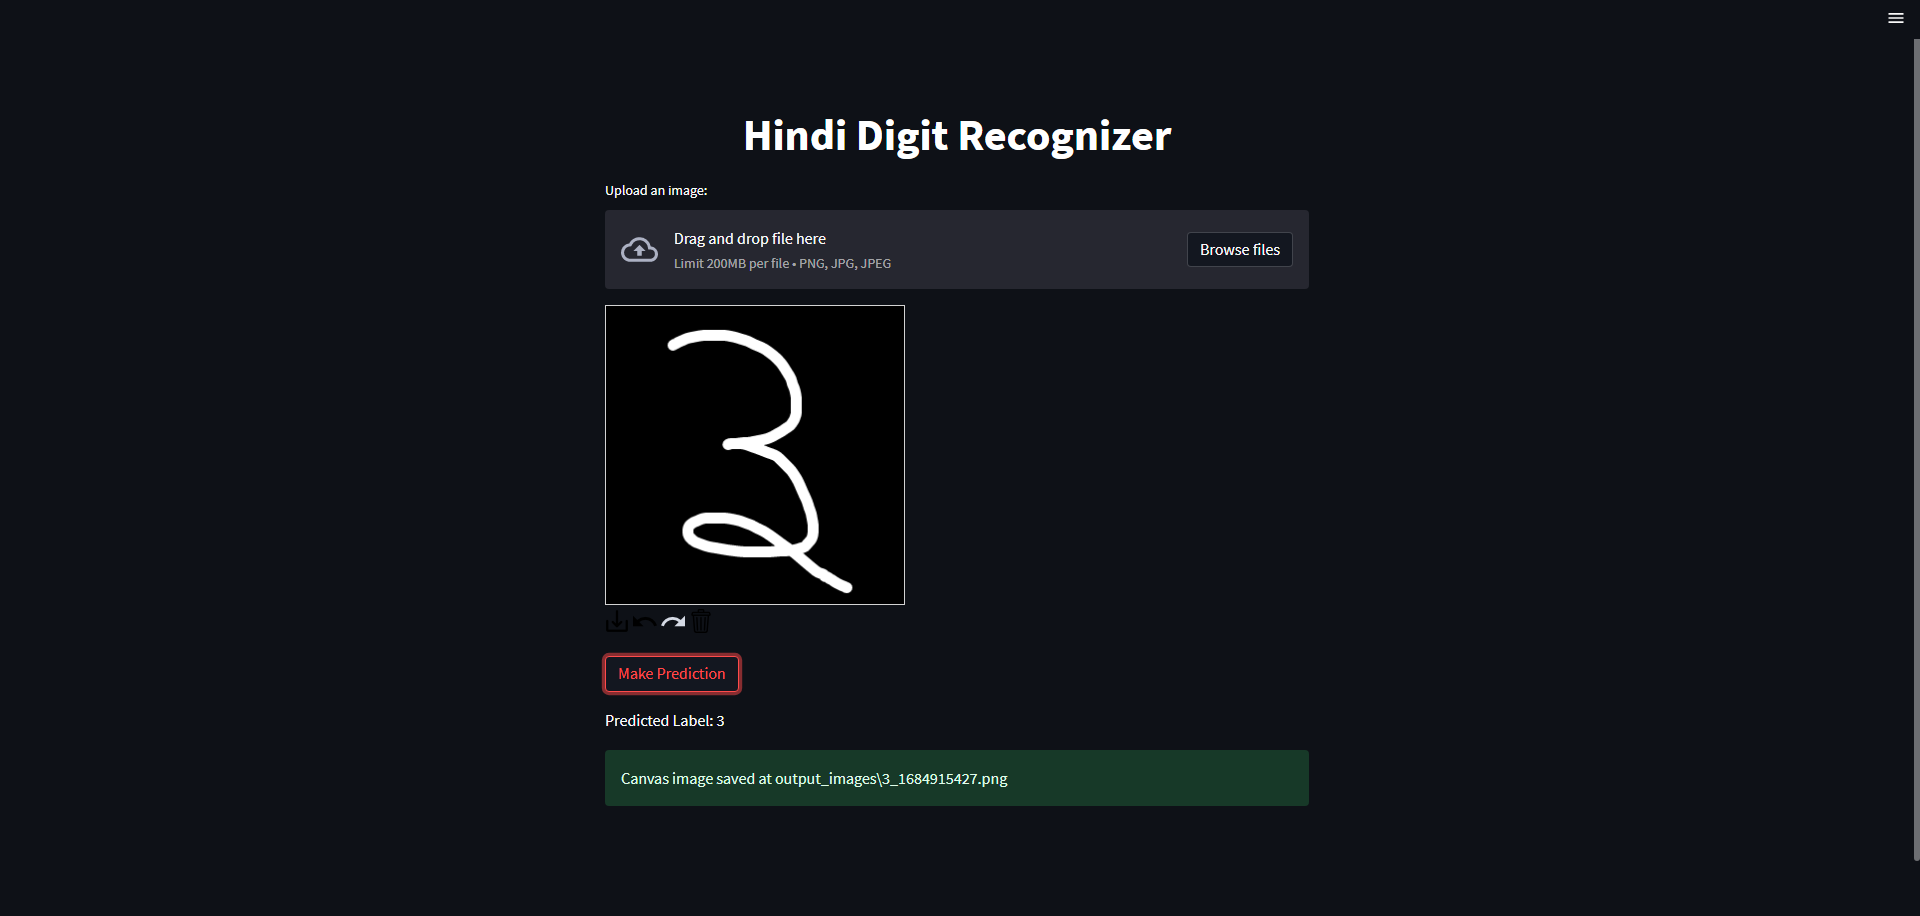 Hindi Digit Recognizer
Upload an image:
Drag and drop file here
Limit 200MB per file • PNG, JPG, JPEG
Browse files
३
Make Prediction
Predicted Label: 3
Canvas image saved at output_images\3_1684915427.png